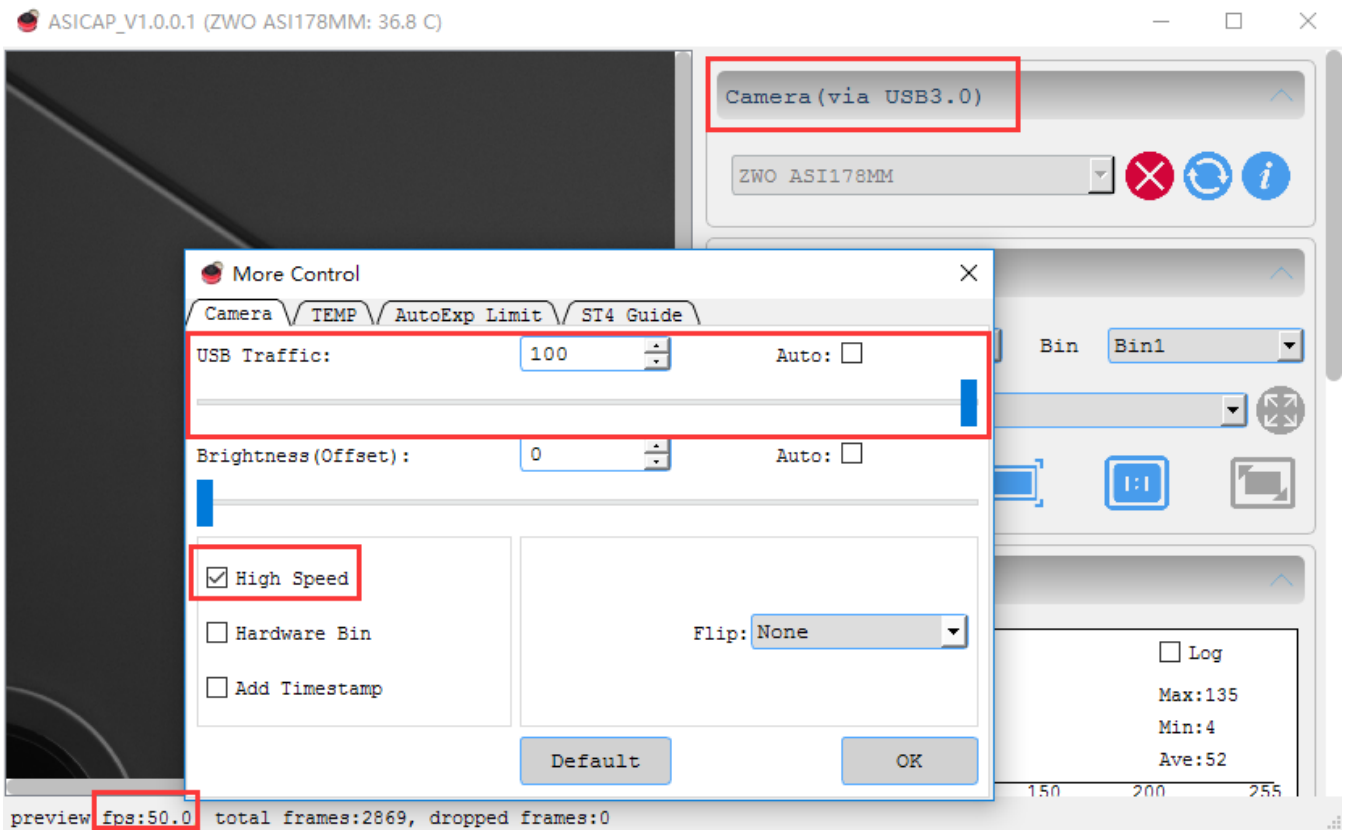 ASICAP_V1.0.0.1 (ZWO ASI178MM: 36.8 C)
Camera(via USB3.0)
ZWO ASI178MM
i
More Control
Camera TEMP AutoExp Limit ST4 Guide
USB Traffic: 100 Auto:
Bin Bin1
Brightness(Offset): 0 Auto:
1:1
High Speed
Hardware Bin
Add Timestamp
Flip: None
Default OK
Log
Max:135
Min:4
Ave:52
150 200 255
preview fps:50.0 total frames:2869, dropped frames:0